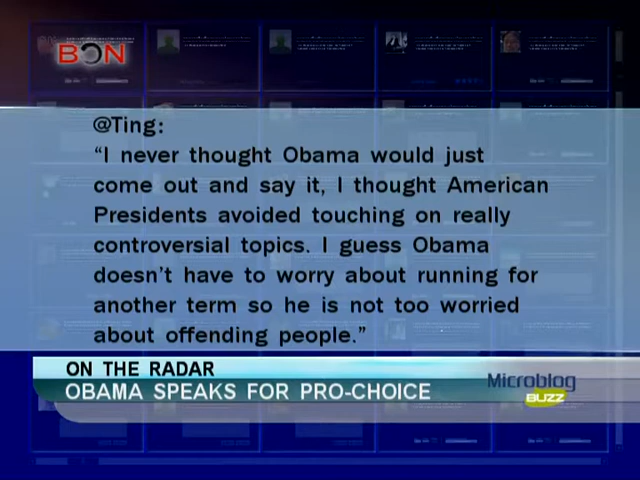 BON
@Ting:
“I never thought Obama would just
come out and say it, I thought American
Presidents avoided touching on really
controversial topics. I guess Obama
doesn’t have to worry about running for
another term so he is not too worried
about offending people.”
ON THE RADAR
OBAMA SPEAKS FOR PRO-CHOICE
Microblog
BUZZ